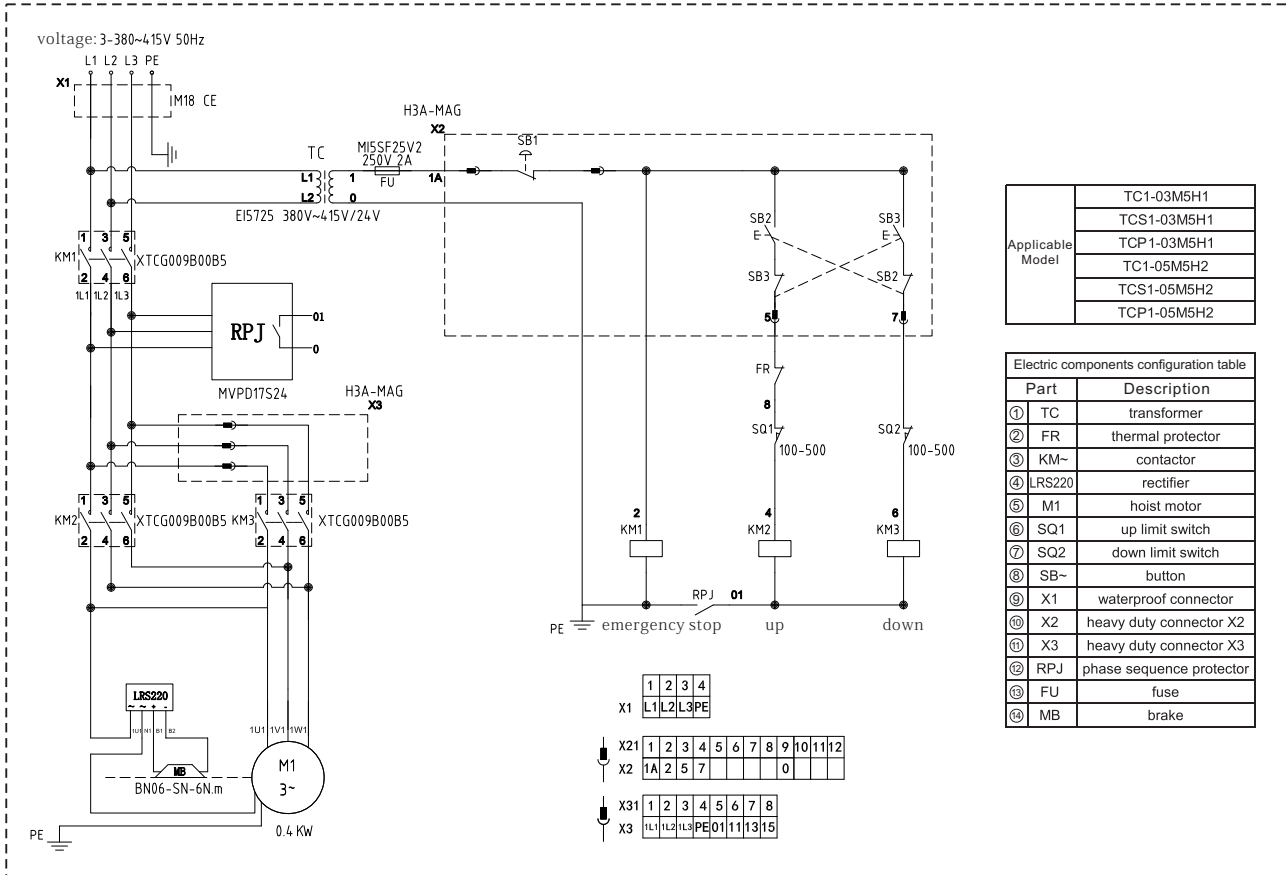 voltage: 3-380~415V 50Hz
L1 L2 L3 PE
X1
M18 CE
H3A-MAG
X2
SB1
TC
MI5SF25V2
250V 2A
FU
L1
1
1A
L2
0
EI5725 380V~415V/24V
SB2
SB3
E
E
SB3
SB2
5
7
1 3 5
KM1
XTCG009B00B5
2 4 6
1L1 1L2 1L3
RPJ
01
0
MVPD17S24
H3A-MAG
X3
FR
8
SQ1
100-500
SQ2
100-500
1 3 5
KM2
XTCG009B00B5
2 4 6
1 3 5
KM3
XTCG009B00B5
2 4 6
2
KM1
4
KM2
6
KM3
RPJ 01
PE
emergency stop
up
down
LRS220
~ ~ + -
1U1 N1 B1 B2
MB
BN06-SN-6N.m
1U1 1V1 1W1
M1
3~
0.4 KW
PE
1 2 3 4
X1 L1 L2 L3 PE
X21 1 2 3 4 5 6 7 8 9 10 11 12
X2 1A 2 5 7 0
X31 1 2 3 4 5 6 7 8
X3 1L1 1L2 1L3 PE 01 11 13 15
Applicable
Model
TC1-03M5H1
TCS1-03M5H1
TCP1-03M5H1
TC1-05M5H2
TCS1-05M5H2
TCP1-05M5H2
Electric components configuration table
Part Description
① TC transformer
② FR thermal protector
③ KM~ contactor
④ LRS220 rectifier
⑤ M1 hoist motor
⑥ SQ1 up limit switch
⑦ SQ2 down limit switch
⑧ SB~ button
⑨ X1 waterproof connector
⑩ X2 heavy duty connector X2
⑪ X3 heavy duty connector X3
⑫ RPJ phase sequence protector
⑬ FU fuse
⑭ MB brake